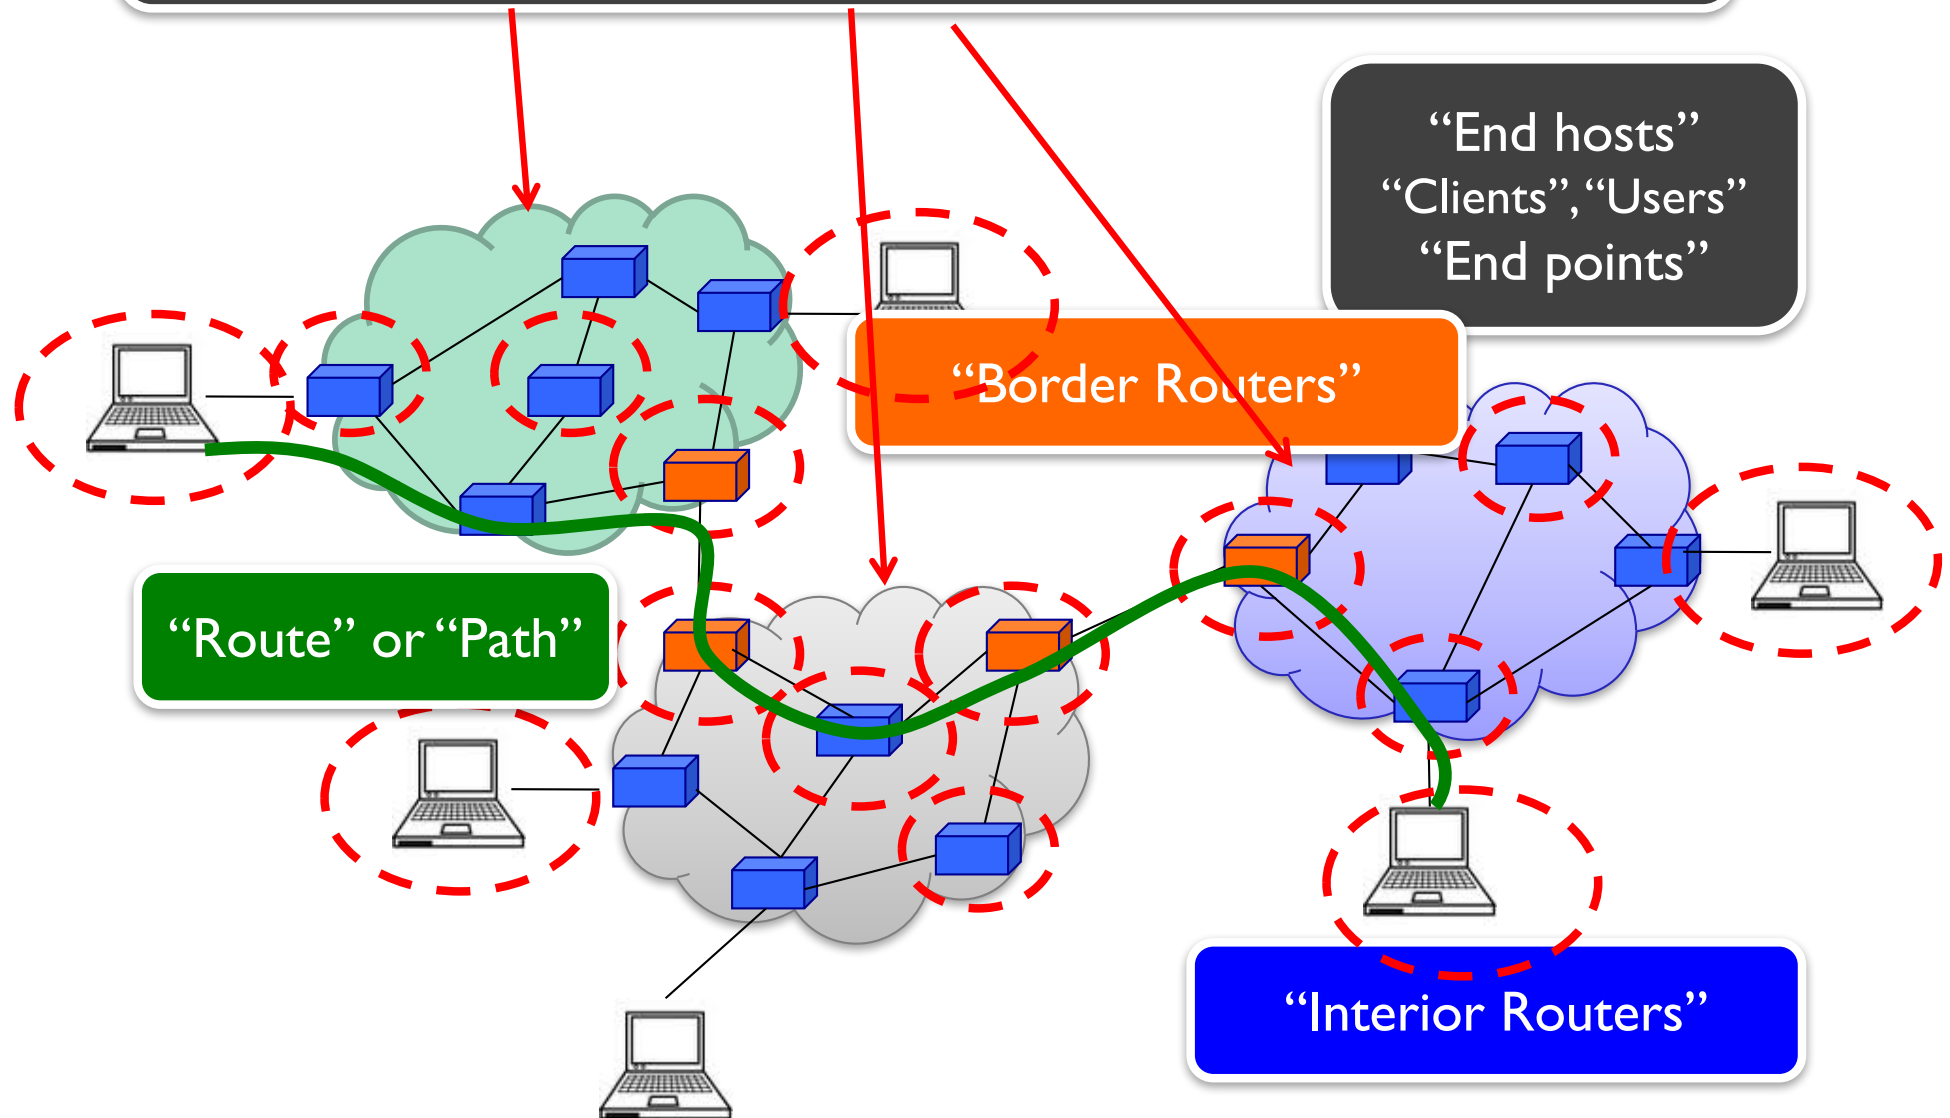 “End hosts”
“Clients”, “Users”
“End points”
“Border Routers”
“Route” or “Path”
“Interior Routers”